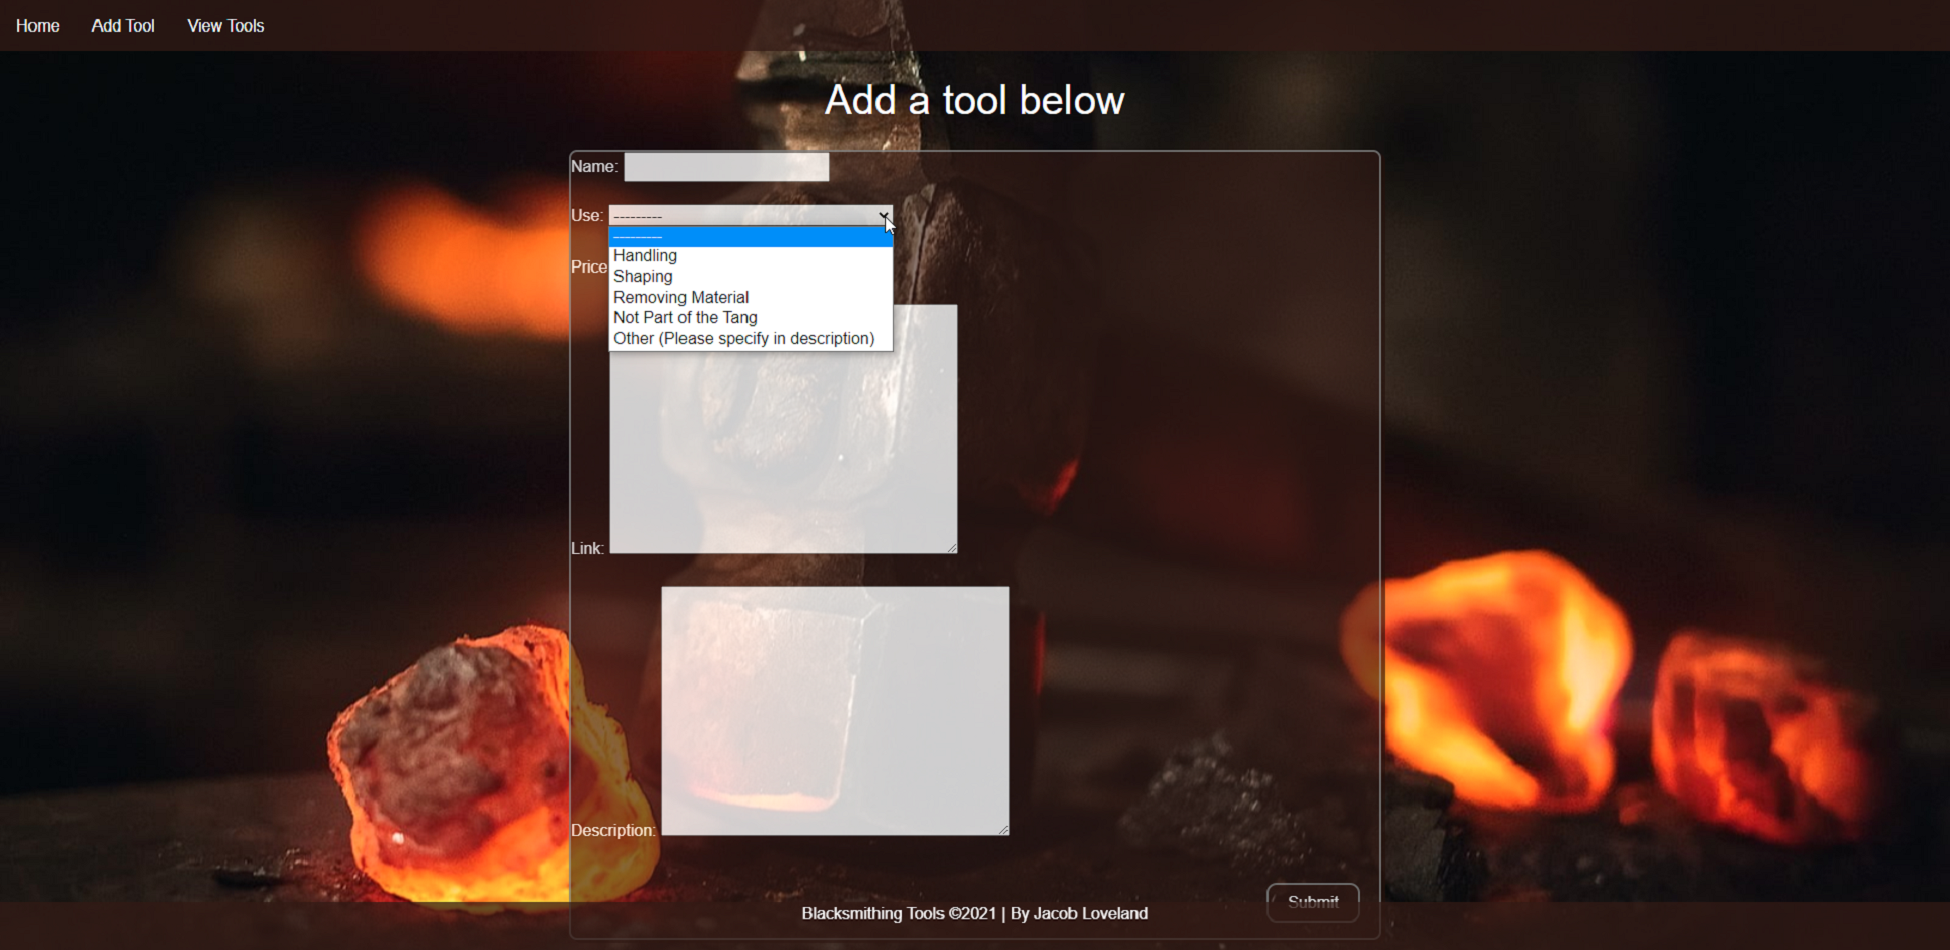 Home Add Tool View Tools
Add a tool below
Name:
Use: ---------
---------
Handling
Price
Shaping
Removing Material
Not Part of the Tang
Other (Please specify in description)
Link:
Description:
Submit
Blacksmithing Tools ©2021 | By Jacob Loveland